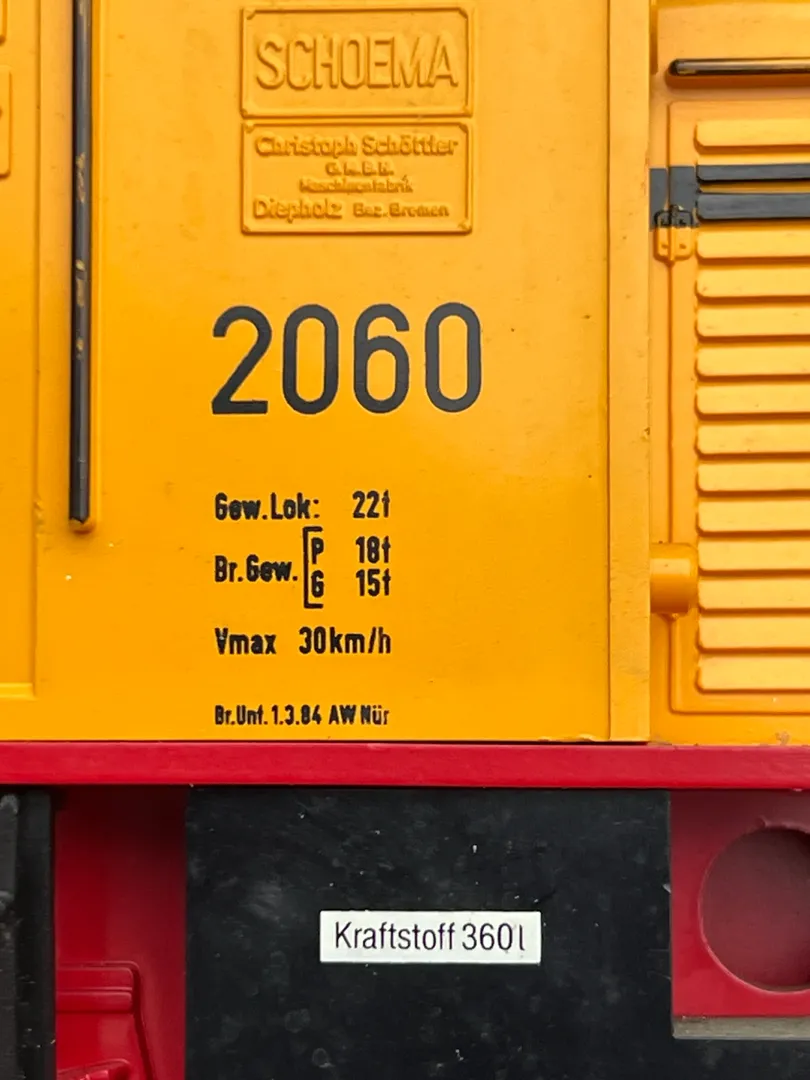 SCHOEMA
Christoph Schöttler
G.M.B.H.
Maschinenfabrik
Diepholz Bez. Bremen
2060
Gew.Lok: 22t
Br.Gew. P 18t
G 15t
Vmax 30km/h
Br.Unt. 1.3.84 AW Nür
Kraftstoff 360l